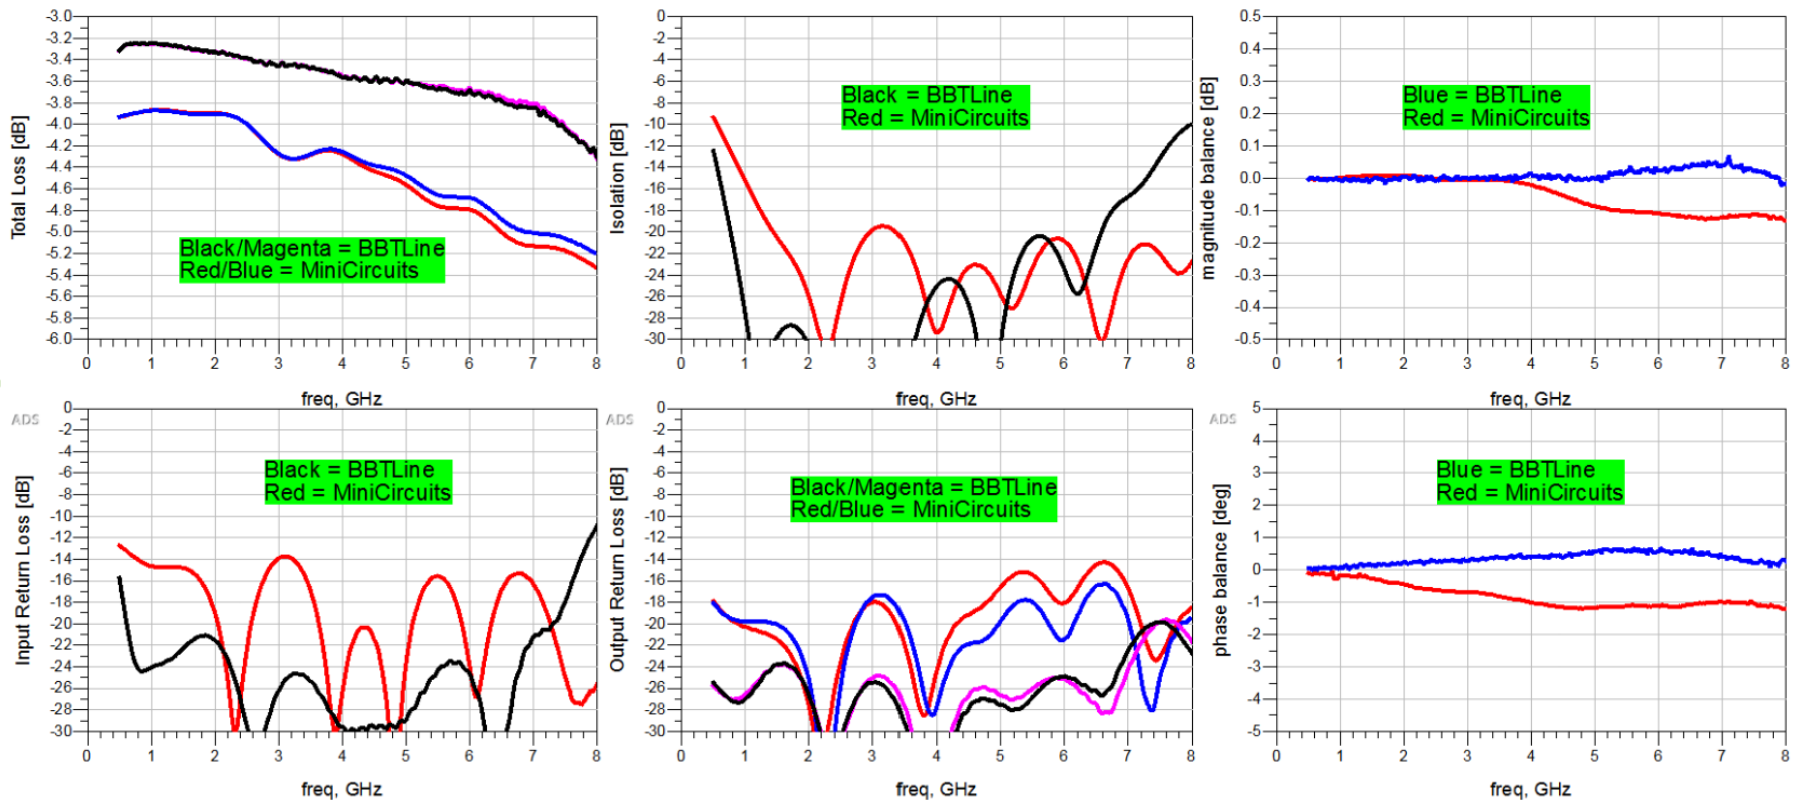 -3.0
-3.2
-3.4
-3.6
-3.8
-4.0
-4.2
-4.4
-4.6
-4.8
-5.0
-5.2
-5.4
-5.6
-5.8
-6.0
Total Loss [dB]
Black/Magenta = BBTLine
Red/Blue = MiniCircuits
0 1 2 3 4 5 6 7 8
freq, GHz
0
-2
-4
-6
-8
-10
-12
-14
-16
-18
-20
-22
-24
-26
-28
-30
Isolation [dB]
Black = BBTLine
Red = MiniCircuits
0 1 2 3 4 5 6 7 8
freq, GHz
0.5
0.4
0.3
0.2
0.1
0.0
-0.1
-0.2
-0.3
-0.4
-0.5
magnitude balance [dB]
Blue = BBTLine
Red = MiniCircuits
0 1 2 3 4 5 6 7 8
freq, GHz
ADS
0
-2
-4
-6
-8
-10
-12
-14
-16
-18
-20
-22
-24
-26
-28
-30
Input Return Loss [dB]
Black = BBTLine
Red = MiniCircuits
0 1 2 3 4 5 6 7 8
freq, GHz
ADS
0
-2
-4
-6
-8
-10
-12
-14
-16
-18
-20
-22
-24
-26
-28
-30
Output Return Loss [dB]
Black/Magenta = BBTLine
Red/Blue = MiniCircuits
0 1 2 3 4 5 6 7 8
freq, GHz
ADS
5
4
3
2
1
0
-1
-2
-3
-4
-5
phase balance [deg]
Blue = BBTLine
Red = MiniCircuits
0 1 2 3 4 5 6 7 8
freq, GHz